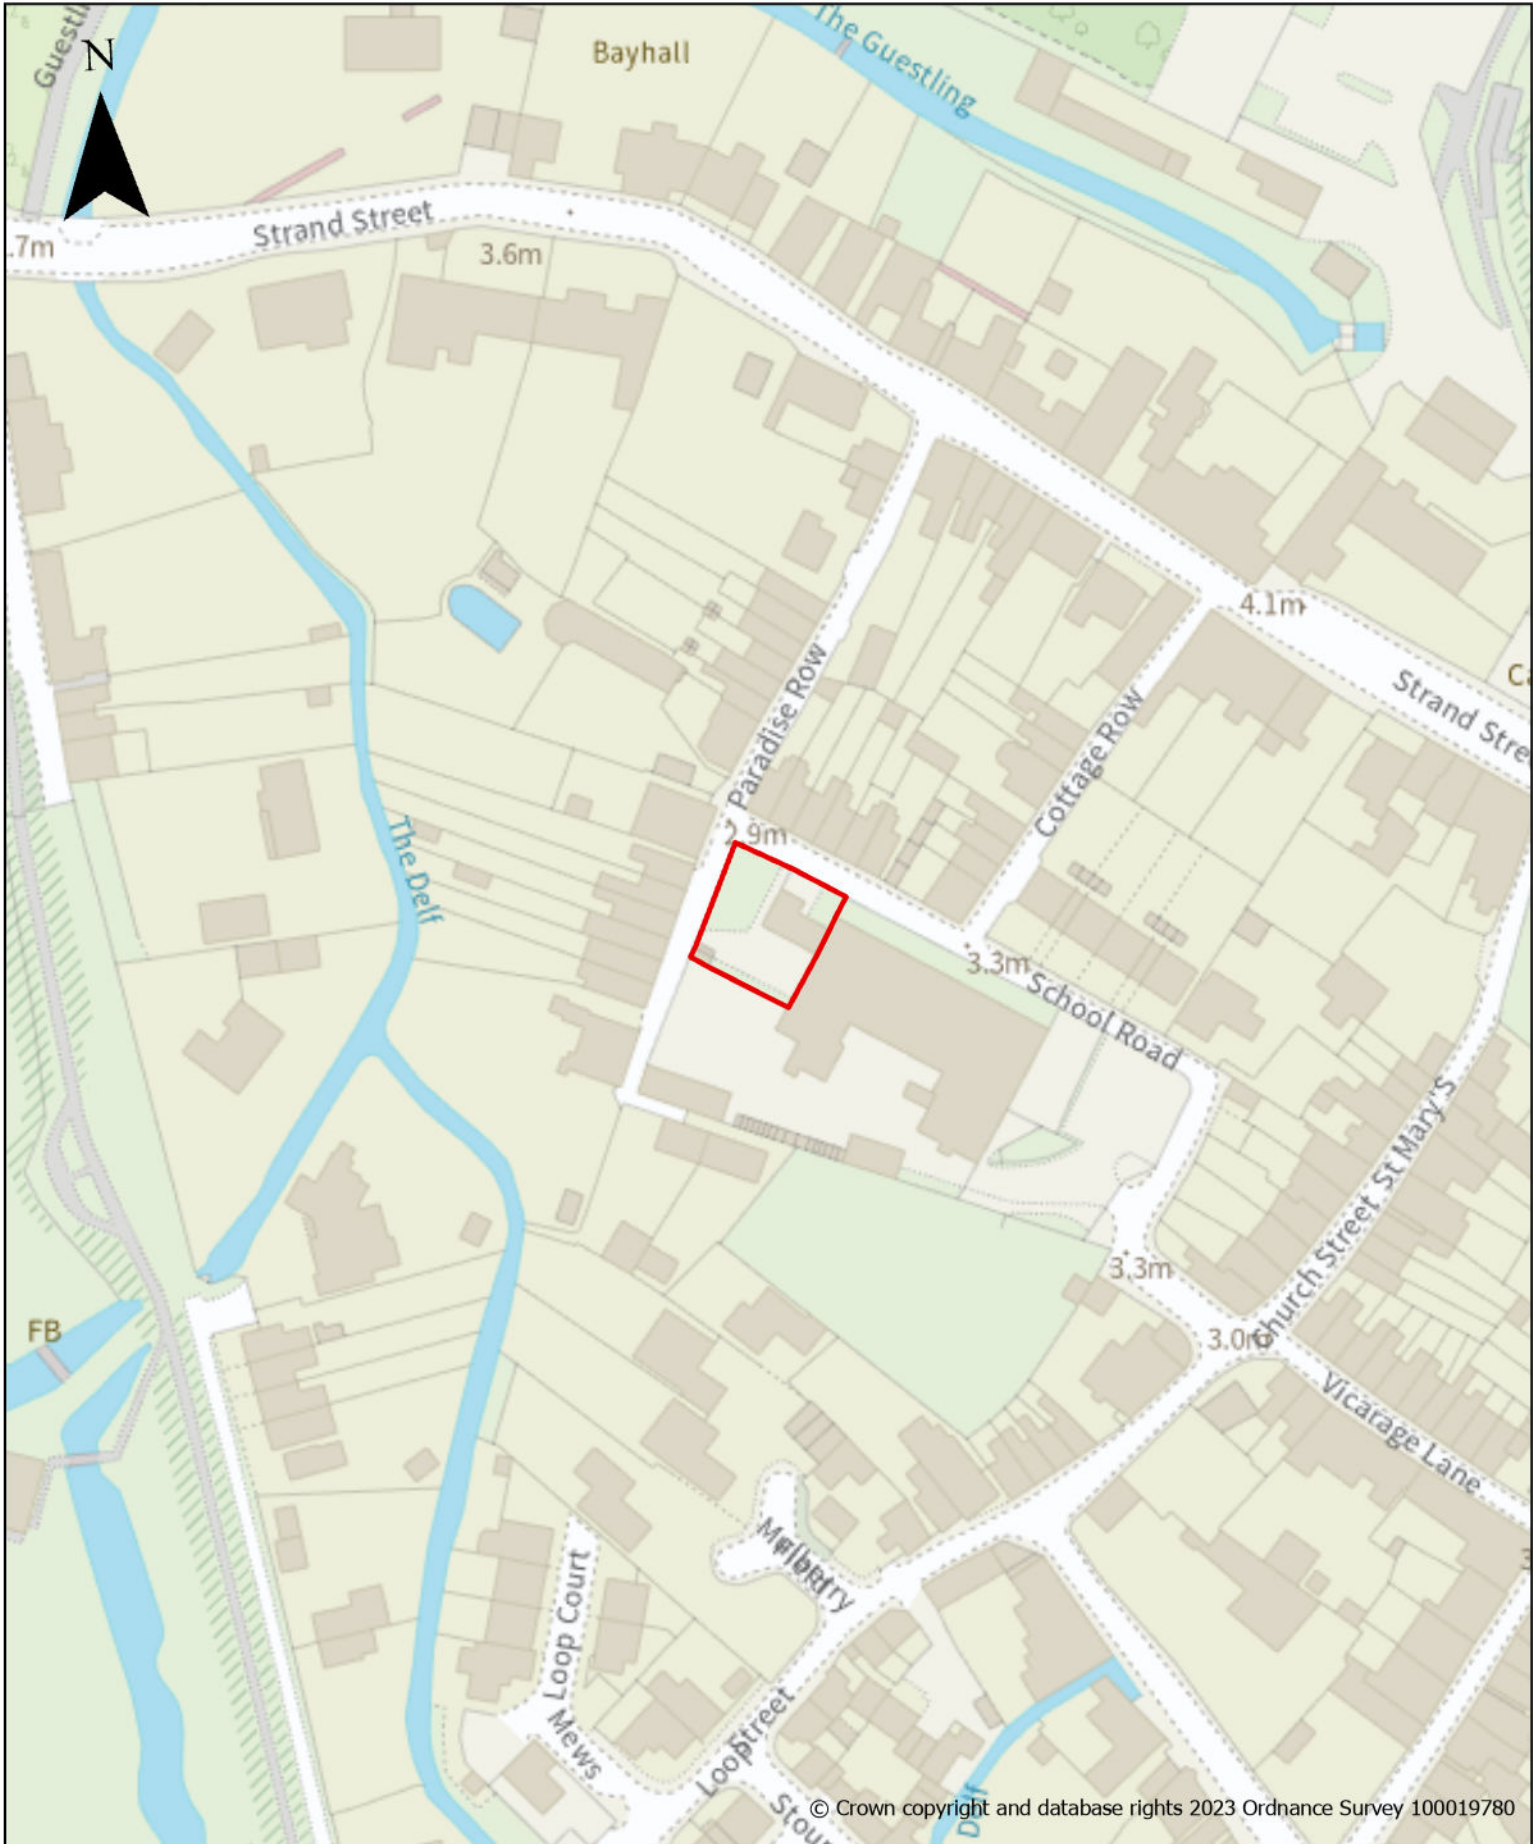 The Guestling
N
Bayhall
Strand Street
.7m
3.6m
4.1m
Strand Stre
Paradise Row
Cottage Row
2.9m
The Delf
3.3m
School Road
Church Street St Mary'S
3.3m
3.0m
FB
Vicarage Lane
Loop Court
Mews
Loop Street
Delf
© Crown copyright and database rights 2023 Ordnance Survey 100019780